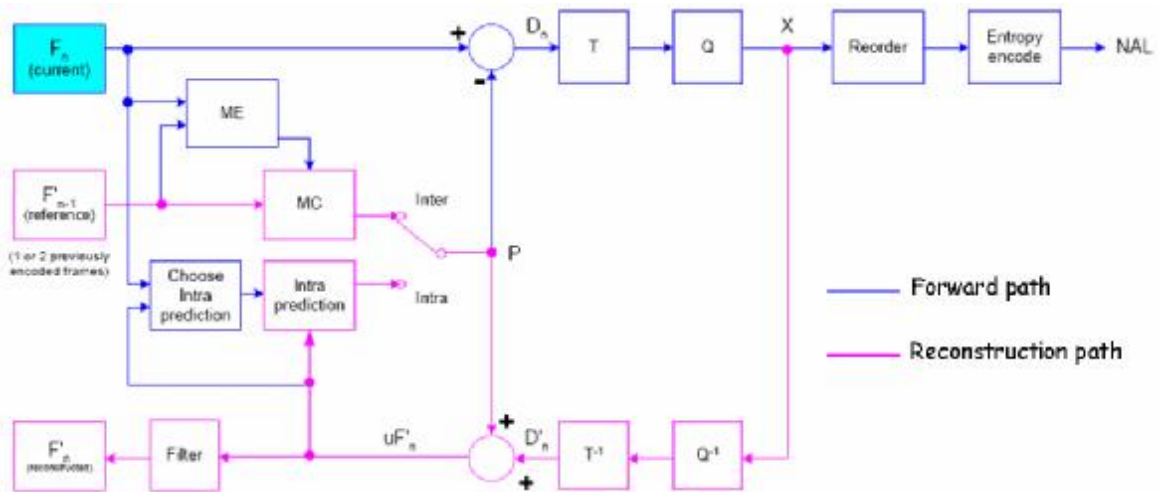 Fn
(current)
+
-
Dn
T
Q
X
Reorder
Entropy
encode
NAL
ME
F'n-1
(reference)
(1 or 2 previously
encoded frames)
MC
Inter
P
Choose
Intra
prediction
Intra
prediction
Intra
Forward path
Reconstruction path
F'n
(reconstructed)
Filter
uF'n
+
+
D'n
T-1
Q-1